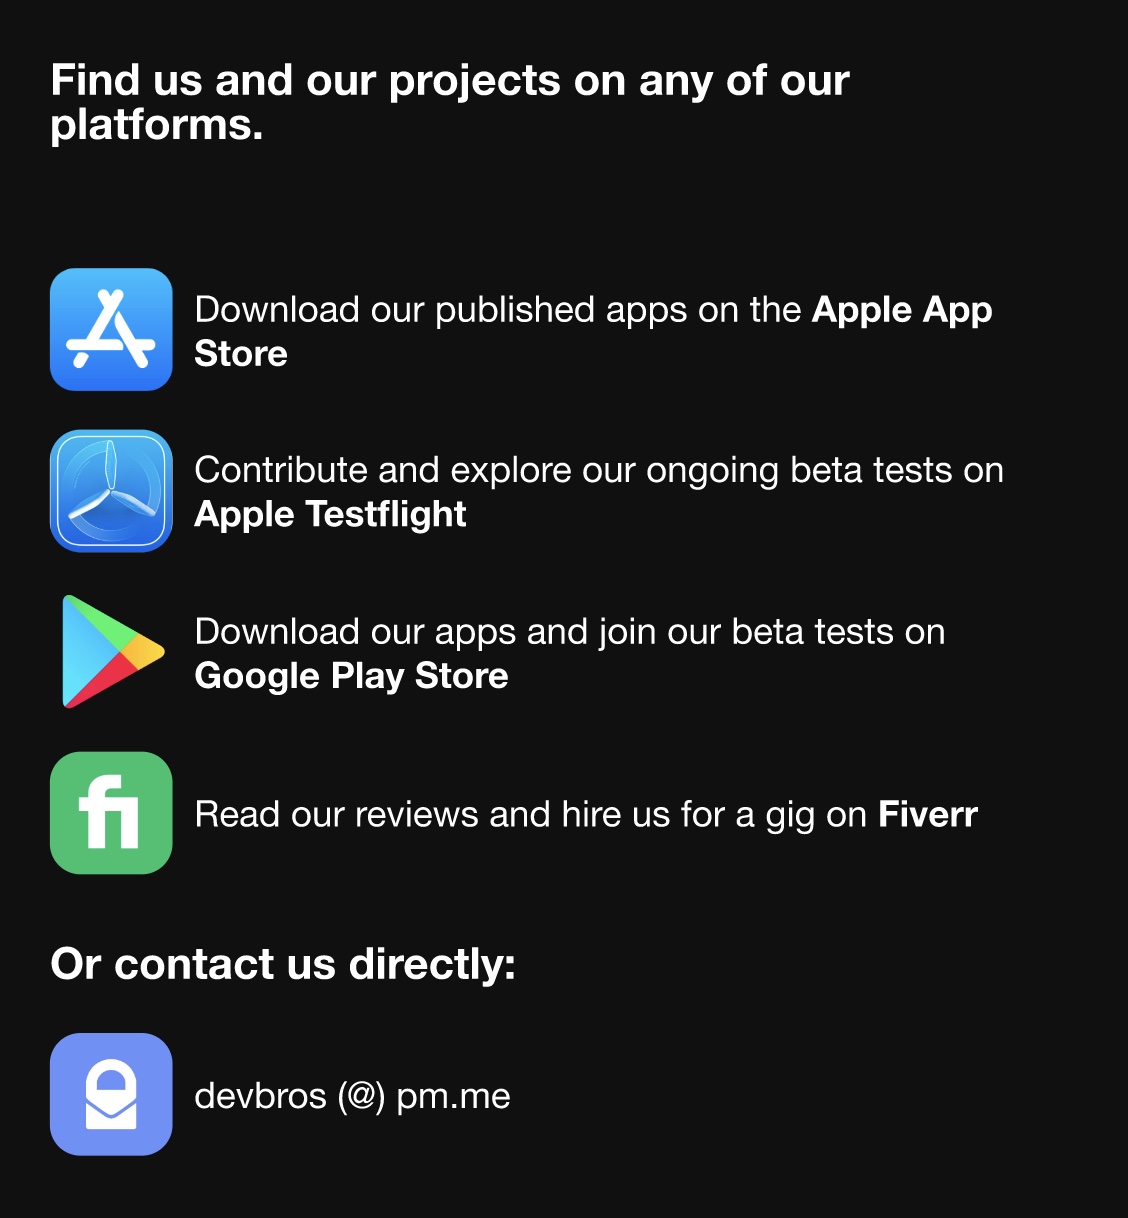 Find us and our projects on any of our
platforms.
Download our published apps on the Apple App
Store
Contribute and explore our ongoing beta tests on
Apple Testflight
Download our apps and join our beta tests on
Google Play Store
fi
Read our reviews and hire us for a gig on Fiverr
Or contact us directly:
devbros (@) pm.me